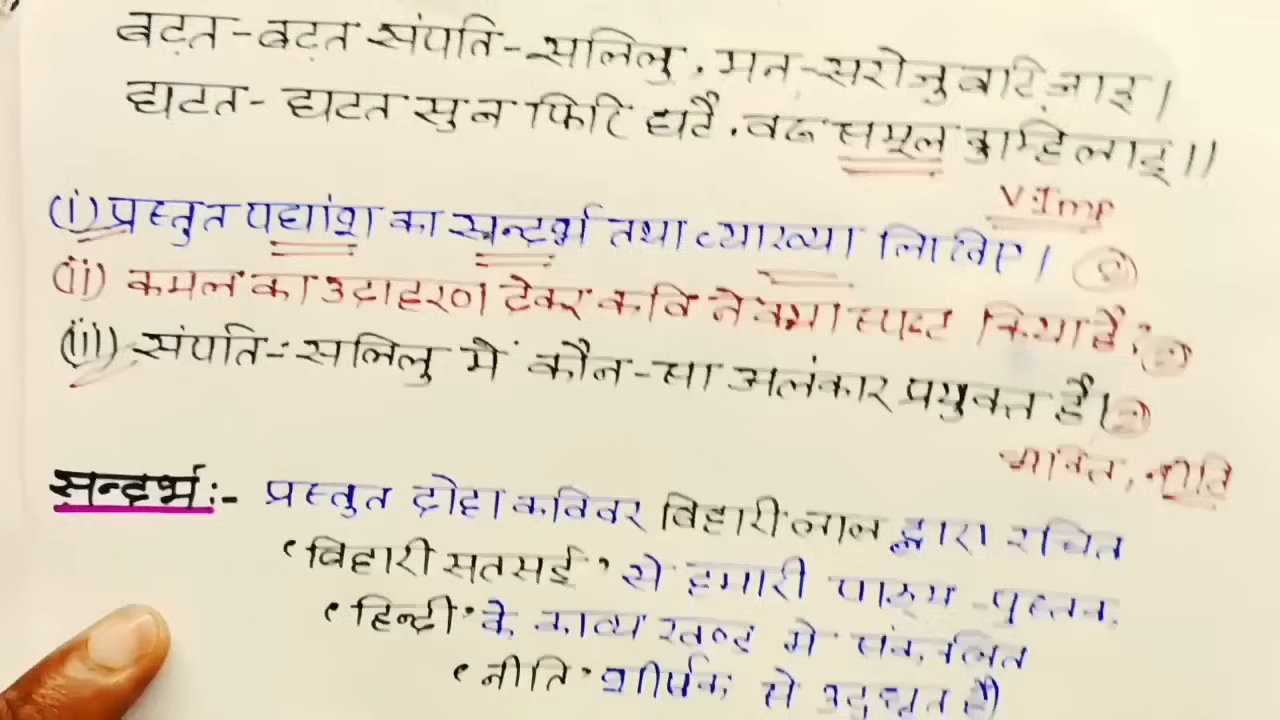 बढ़त-बढ़त संपति-सलिलु, मन-सरोजु बढ़ि जाइ।
घटत-घटत सुन फिरि घटै, बरु समूल कुम्हिलाइ।।
V.Imp
(i) प्रस्तुत पद्यांश का सन्दर्भ तथा व्याख्या लिखिए।
(ii) कमल का उदाहरण देकर कवि ने क्या स्पष्ट किया है?
(iii) संपति-सलिलु में कौन-सा अलंकार प्रयुक्त है।
भक्ति, नीति
सन्दर्भ:- प्रस्तुत दोहा कविवर बिहारीलाल द्वारा रचित
'बिहारी सतसई' से हमारी पाठ्य-पुस्तक
'हिन्दी' के काव्य खण्ड में संकलित
'नीति' शीर्षक से उद्धृत है